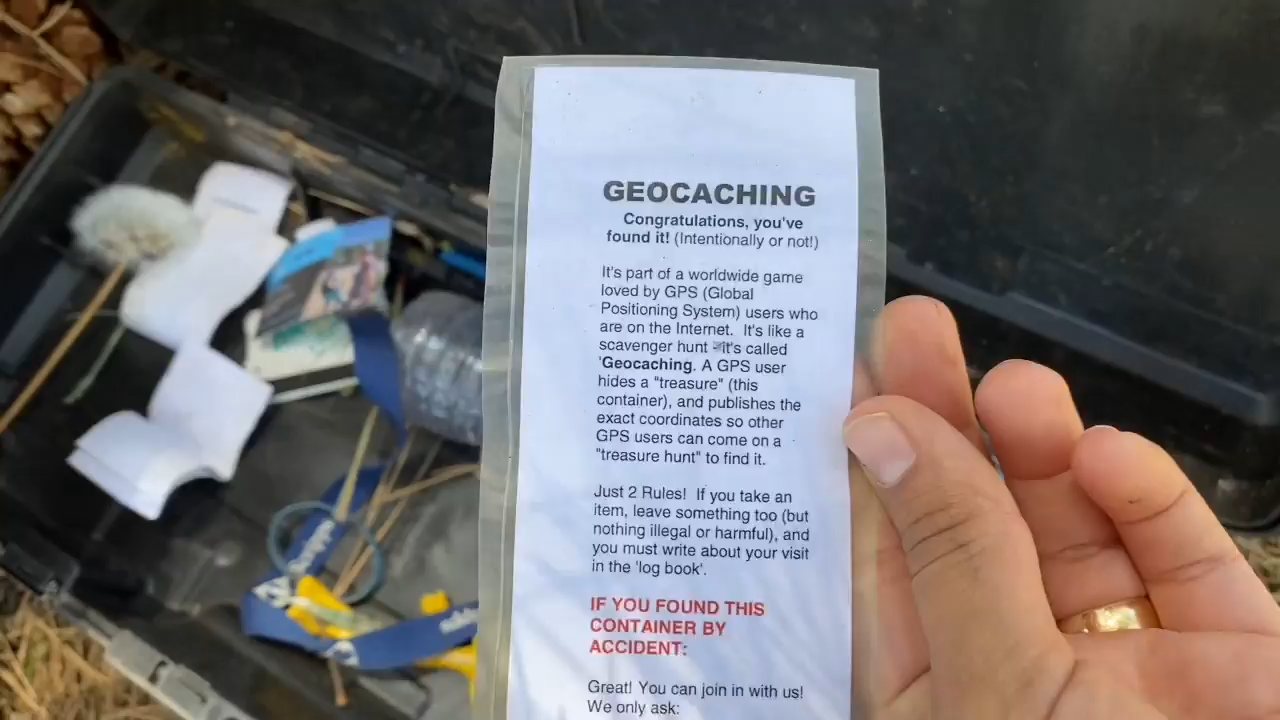 GEOCACHING
Congratulations, you've
found it! (Intentionally or not!)
It's part of a worldwide game
loved by GPS (Global
Positioning System) users who
are on the Internet. It's like a
scavenger hunt - it's called
'Geocaching. A GPS user
hides a "treasure" (this
container), and publishes the
exact coordinates so other
GPS users can come on a
"treasure hunt" to find it.
Just 2 Rules! If you take an
item, leave something too (but
nothing illegal or harmful), and
you must write about your visit
in the 'log book'.
IF YOU FOUND THIS
CONTAINER BY
ACCIDENT:
Great! You can join in with us!
We only ask: